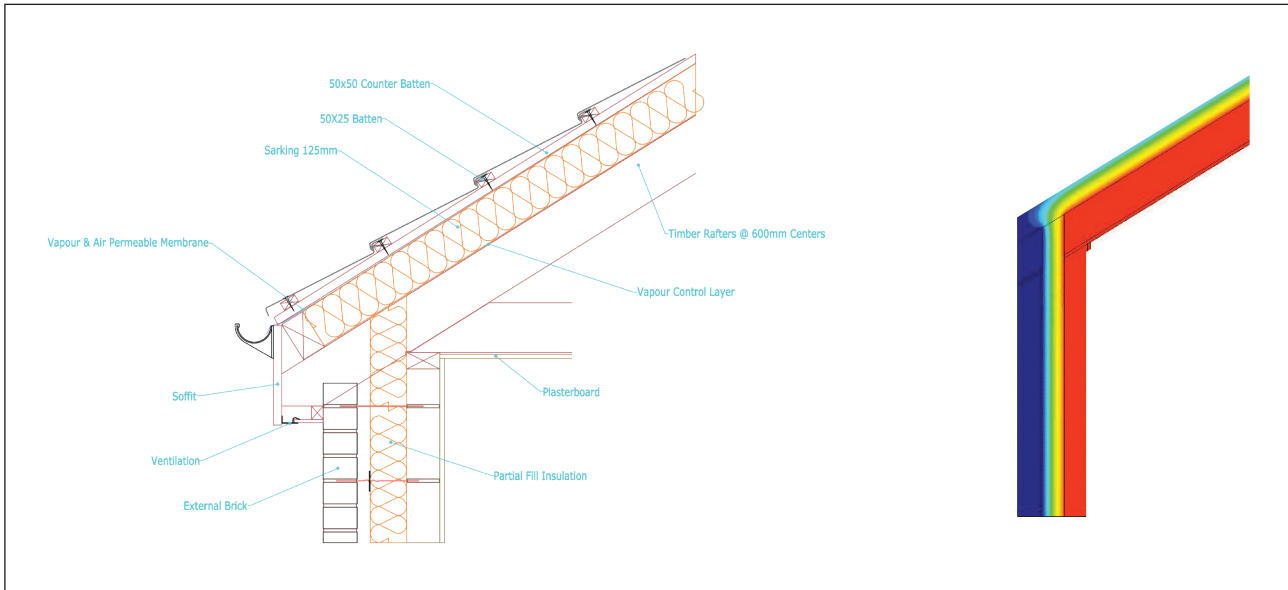 50x50 Counter Batten
50X25 Batten
Sarking 125mm
Vapour & Air Permeable Membrane
Timber Rafters @ 600mm Centers
Vapour Control Layer
Plasterboard
Soffit
Ventilation
Partial Fill Insulation
External Brick